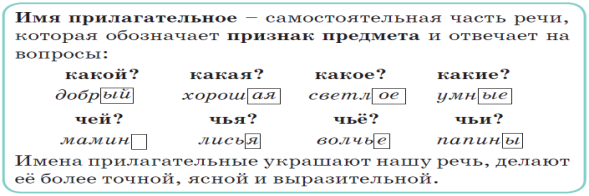 Имя прилагательное – самостоятельная часть речи,
которая обозначает признак предмета и отвечает на
вопросы:
какой? какая? какое? какие?
добрый хорошая светлое умные
чей? чья? чьё? чьи?
мамин лисья волчье папины
Имена прилагательные украшают нашу речь, делают
её более точной, ясной и выразительной.